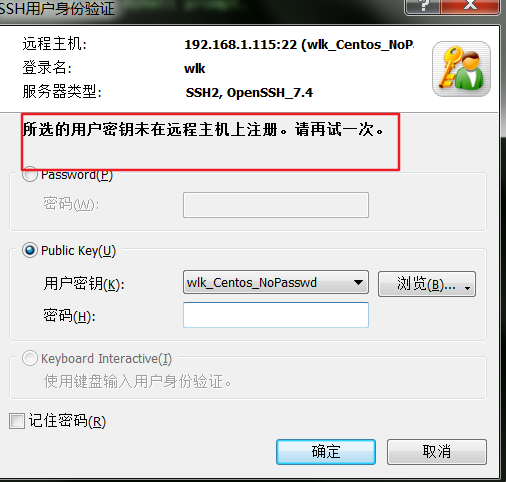 SSH用户身份验证
远程主机: 192.168.1.115:22 (wlk_Centos_NoP
登录名: wlk
服务器类型: SSH2, OpenSSH_7.4
所选的用户密钥未在远程主机上注册。请再试一次。
Password(P)
密码(W):
Public Key(U)
用户密钥(K): wlk_Centos_NoPasswd 浏览(B)...
密码(H):
Keyboard Interactive(I)
使用键盘输入用户身份验证。
记住密码(R)
确定 取消